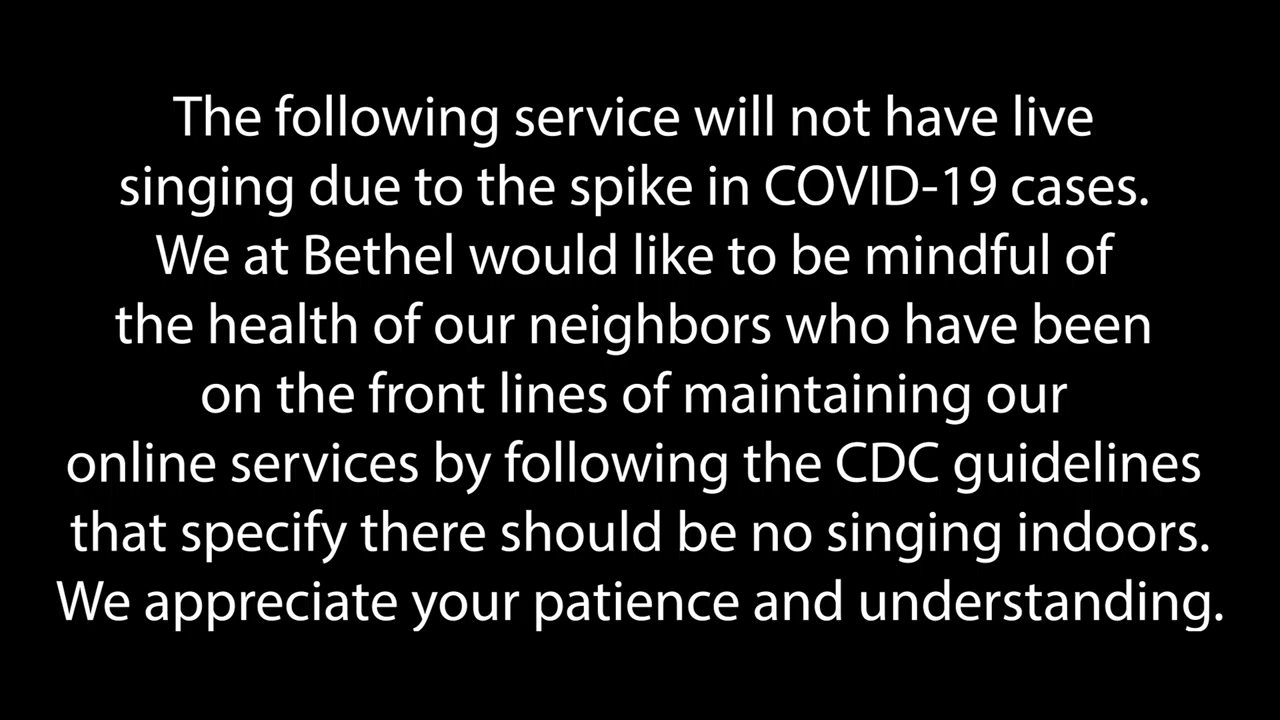 The following service will not have live
singing due to the spike in COVID-19 cases.
We at Bethel would like to be mindful of
the health of our neighbors who have been
on the front lines of maintaining our
online services by following the CDC guidelines
that specify there should be no singing indoors.
We appreciate your patience and understanding.